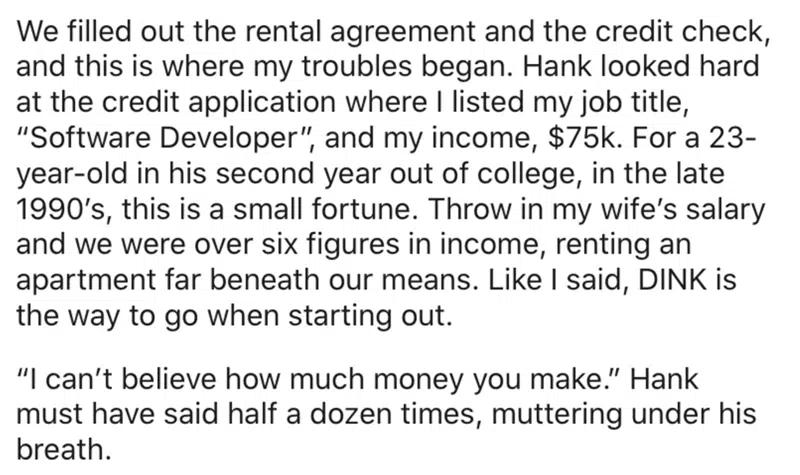 We filled out the rental agreement and the credit check,
and this is where my troubles began. Hank looked hard
at the credit application where I listed my job title,
“Software Developer”, and my income, $75k. For a 23-
year-old in his second year out of college, in the late
1990’s, this is a small fortune. Throw in my wife’s salary
and we were over six figures in income, renting an
apartment far beneath our means. Like I said, DINK is
the way to go when starting out.
“I can’t believe how much money you make.” Hank
must have said half a dozen times, muttering under his
breath.